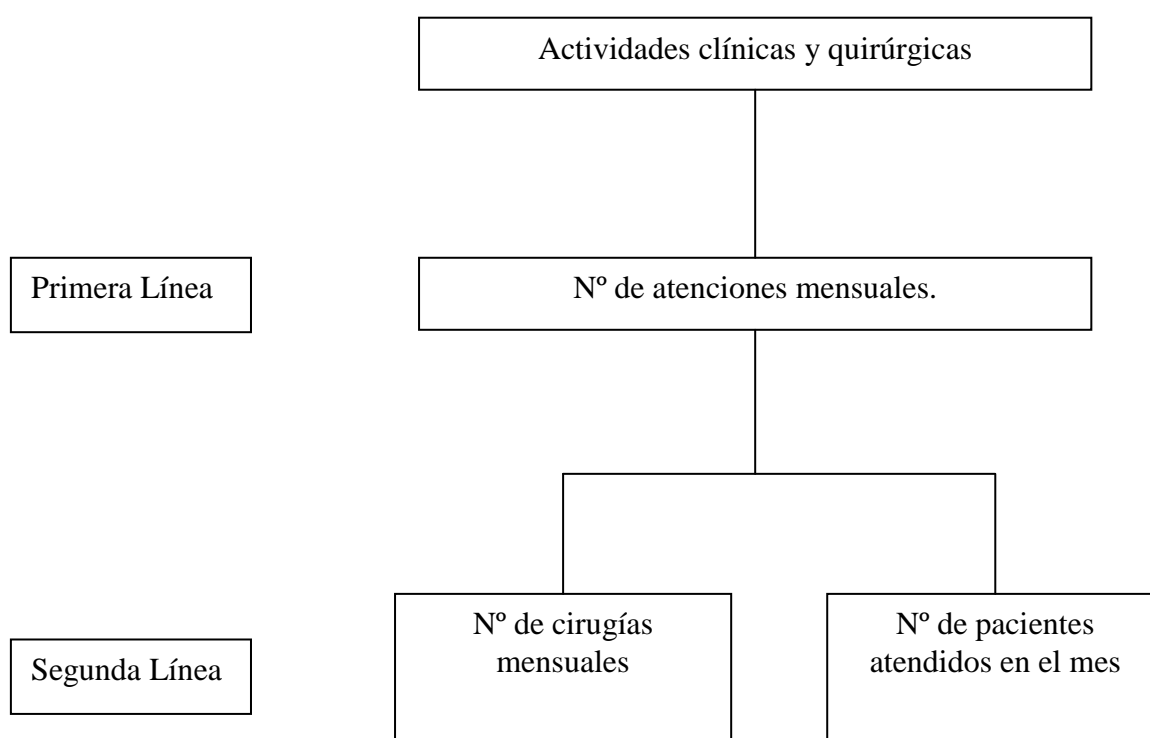 Actividades clínicas y quirúrgicas
Primera Línea
Nº de atenciones mensuales.
Segunda Línea
Nº de cirugías
mensuales
Nº de pacientes
atendidos en el mes